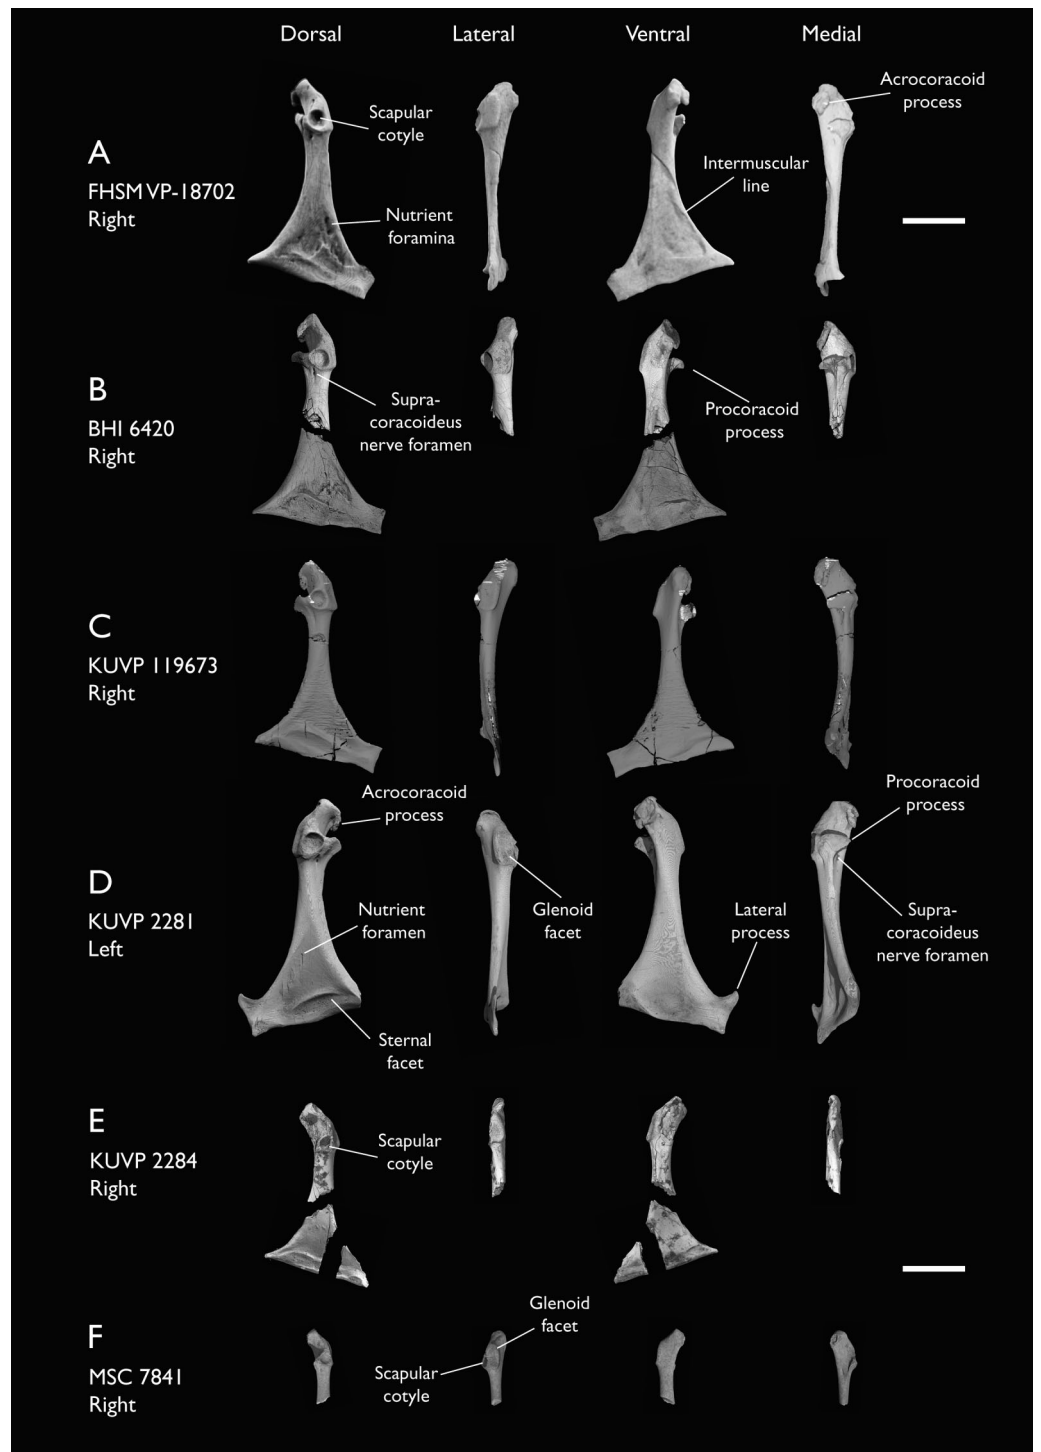 Dorsal
Lateral
Ventral
Medial
A
FHSM VP-18702
Right
Scapular
cotyle
Nutrient
foramina
Intermuscular
line
Acrocoracoid
process
B
BHI 6420
Right
Supra-
coracoideus
nerve foramen
Procoracoid
process
C
KUVP 119673
Right
D
KUVP 2281
Left
Acrocoracoid
process
Nutrient
foramen
Sternal
facet
Glenoid
facet
Lateral
process
Procoracoid
process
Supra-
coracoideus
nerve foramen
E
KUVP 2284
Right
Scapular
cotyle
F
MSC 7841
Right
Glenoid
facet
Scapular
cotyle